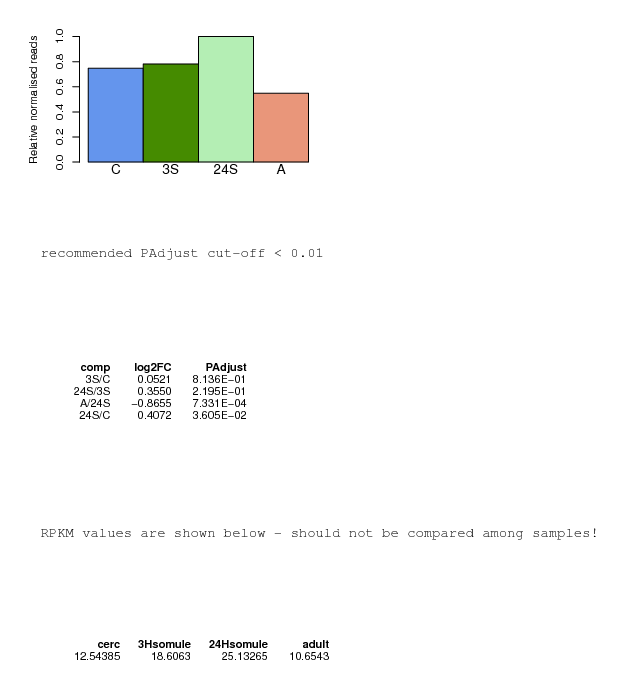 Relative normalised reads
1.0
0.8
0.6
0.4
0.2
0.0
C 3S 24S A
recommended PAdjust cut-off < 0.01
comp log2FC PAdjust
3S/C 0.0521 8.136E−01
24S/3S 0.3550 2.195E−01
A/24S −0.8655 7.331E−04
24S/C 0.4072 3.605E−02
RPKM values are shown below - should not be compared among samples!
cerc 3Hsomule 24Hsomule adult
12.54385 18.6063 25.13265 10.6543